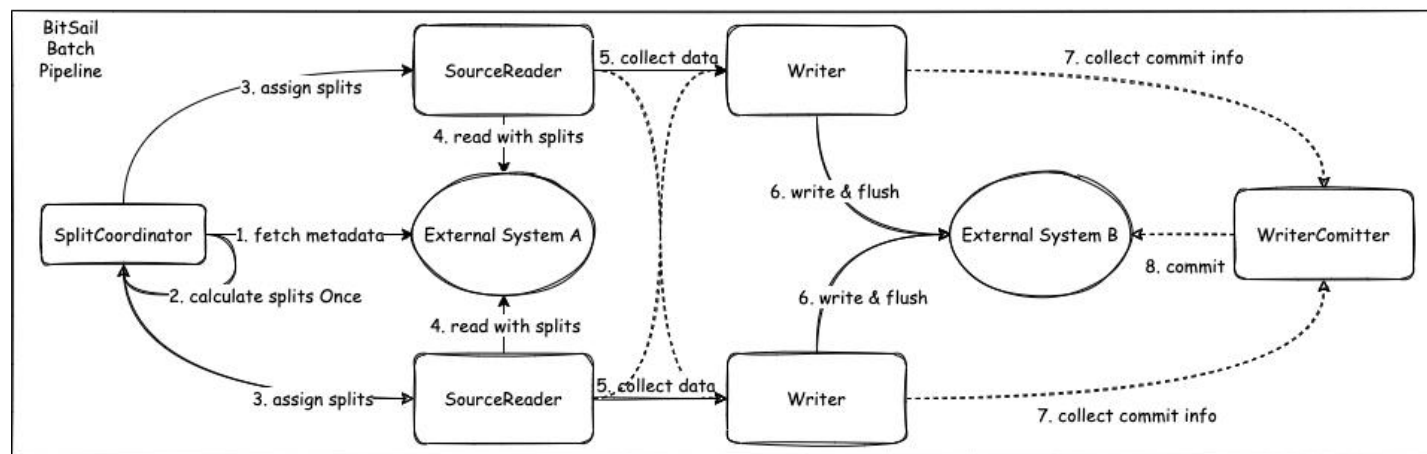 BitSail
Batch
Pipeline
SourceReader
5. collect data
Writer
7. collect commit info
3. assign splits
4. read with splits
6. write & flush
SplitCoordinator
1. fetch metadata
External System A
External System B
WriterComitter
8. commit
2. calculate splits Once
6. write & flush
4. read with splits
3. assign splits
SourceReader
5. collect data
Writer
7. collect commit info